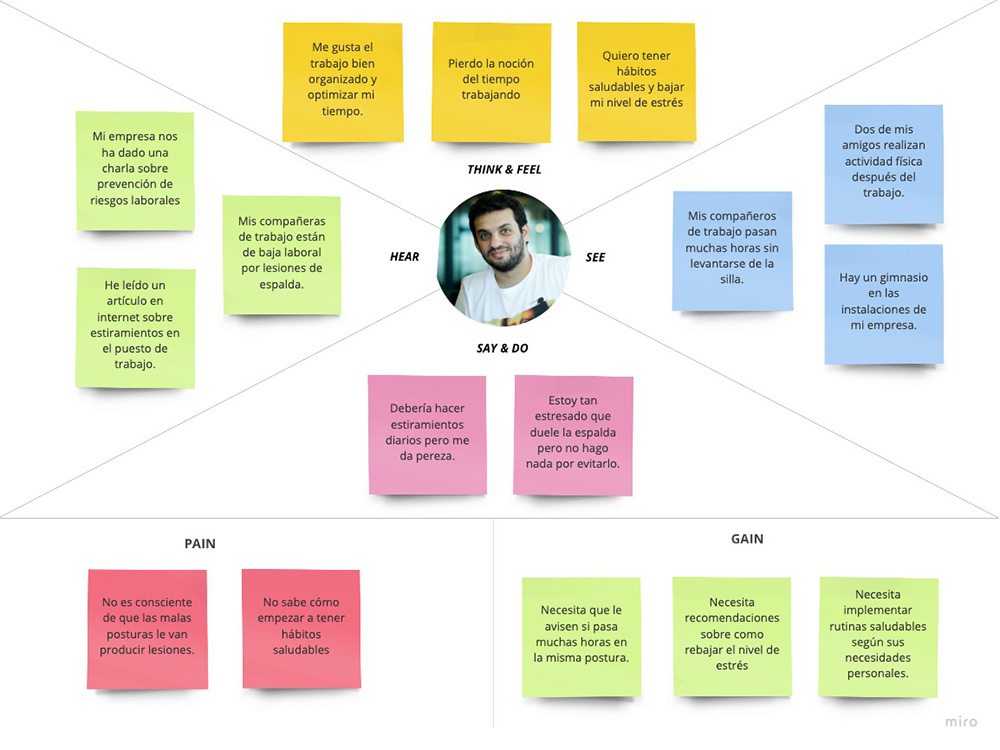 Me gusta el
trabajo bien
organizado y
optimizar mi
tiempo.
Pierdo la noción
del tiempo
trabajando
Quiero tener
hábitos
saludables y bajar
mi nivel de estrés
THINK & FEEL
Mi empresa nos
ha dado una
charla sobre
prevención de
riesgos laborales
Mis compañeras
de trabajo están
de baja laboral
por lesiones de
espalda.
He leído un
artículo en
internet sobre
estiramientos en
el puesto de
trabajo.
HEAR
SEE
Mis compañeros
de trabajo pasan
muchas horas sin
levantarse de la
silla.
Dos de mis
amigos realizan
actividad física
después del
trabajo.
Hay un gimnasio
en las
instalaciones de
mi empresa.
SAY & DO
Debería hacer
estiramientos
diarios pero me
da pereza.
Estoy tan
estresado que
duele la espalda
pero no hago
nada por evitarlo.
PAIN
No es consciente
de que las malas
posturas le van
producir lesiones.
No sabe cómo
empezar a tener
hábitos
saludables
GAIN
Necesita que le
avisen si pasa
muchas horas en
la misma postura.
Necesita
recomendaciones
sobre como
rebajar el nivel de
estrés
Necesita
implementar
rutinas saludables
según sus
necesidades
personales.
miro